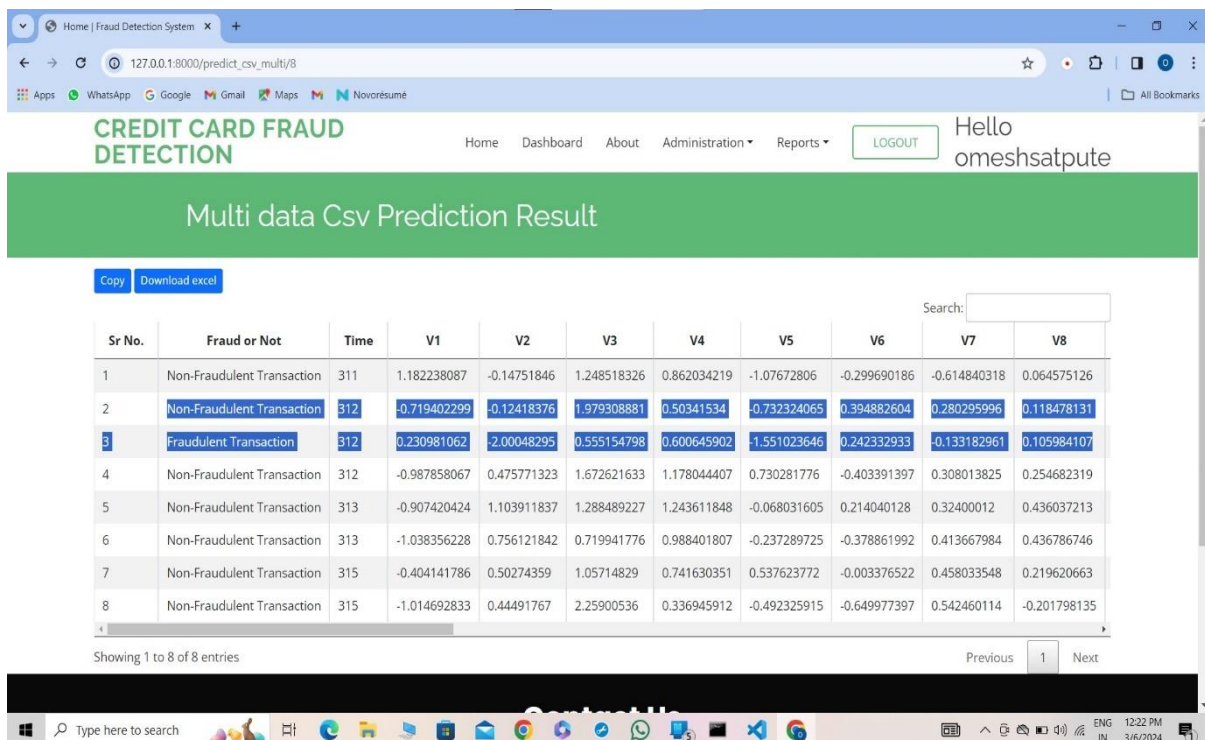 Home | Fraud Detection System
127.0.0.1:8000/predict_csv_multi/8
Apps WhatsApp Google Gmail Maps Novorésumé All Bookmarks
CREDIT CARD FRAUD
DETECTION
Home Dashboard About Administration Reports LOGOUT
Hello
omeshsatpute
Multi data Csv Prediction Result
Copy Download excel
Search:
Sr No. Fraud or Not Time V1 V2 V3 V4 V5 V6 V7 V8
1 Non-Fraudulent Transaction 311 1.182238087 -0.14751846 1.248518326 0.862034219 -1.07672806 -0.299690186 -0.614840318 0.064575126
2 Non-Fraudulent Transaction 312 -0.719402299 -0.12418376 1.979308881 0.50341534 -0.732324065 0.394882604 0.280295996 0.118478131
3 Fraudulent Transaction 312 0.230981062 -2.00048295 0.555154798 0.600645902 -1.551023646 0.242332933 -0.133182961 0.105984107
4 Non-Fraudulent Transaction 312 -0.987858067 0.475771323 1.672621633 1.178044407 0.730281776 -0.403391397 0.308013825 0.254682319
5 Non-Fraudulent Transaction 313 -0.907420424 1.103911837 1.288489227 1.243611848 -0.068031605 0.214040128 0.32400012 0.436037213
6 Non-Fraudulent Transaction 313 -1.038356228 0.756121842 0.719941776 0.988401807 -0.237289725 -0.378861992 0.413667984 0.436786746
7 Non-Fraudulent Transaction 315 -0.404141786 0.50274359 1.05714829 0.741630351 0.537623772 -0.003376522 0.458033548 0.219620663
8 Non-Fraudulent Transaction 315 -1.014692833 0.44491767 2.25900536 0.336945912 -0.492325915 -0.649977397 0.542460114 -0.201798135
Showing 1 to 8 of 8 entries
Previous 1 Next
Contact Us
Type here to search
ENG 12:22 PM
IN 3/6/2024